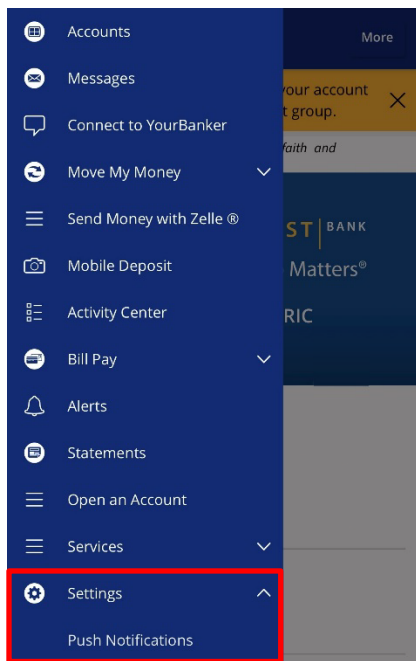 Accounts
More
Messages
your account
t group.
Connect to YourBanker
faith and
Move My Money
Send Money with Zelle ®
ST | BANK
Mobile Deposit
Matters®
Activity Center
RIC
Bill Pay
Alerts
Statements
Open an Account
Services
Settings
Push Notifications